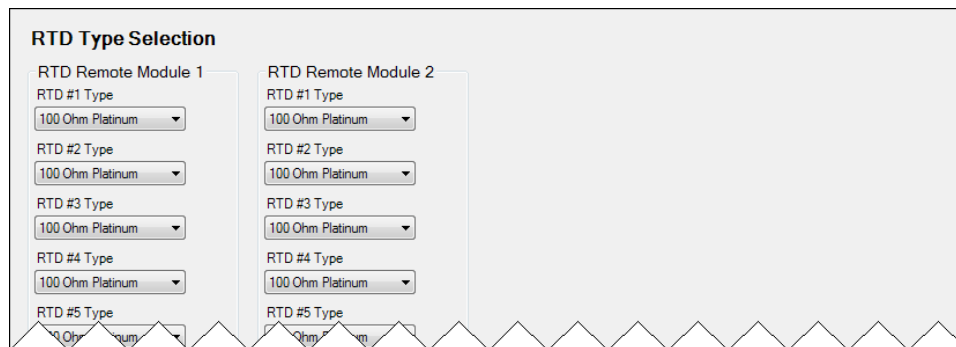 RTD Type Selection
RTD Remote Module 1
RTD #1 Type
100 Ohm Platinum
RTD #2 Type
100 Ohm Platinum
RTD #3 Type
100 Ohm Platinum
RTD #4 Type
100 Ohm Platinum
RTD #5 Type
RTD Remote Module 2
RTD #1 Type
100 Ohm Platinum
RTD #2 Type
100 Ohm Platinum
RTD #3 Type
100 Ohm Platinum
RTD #4 Type
100 Ohm Platinum
RTD #5 Type